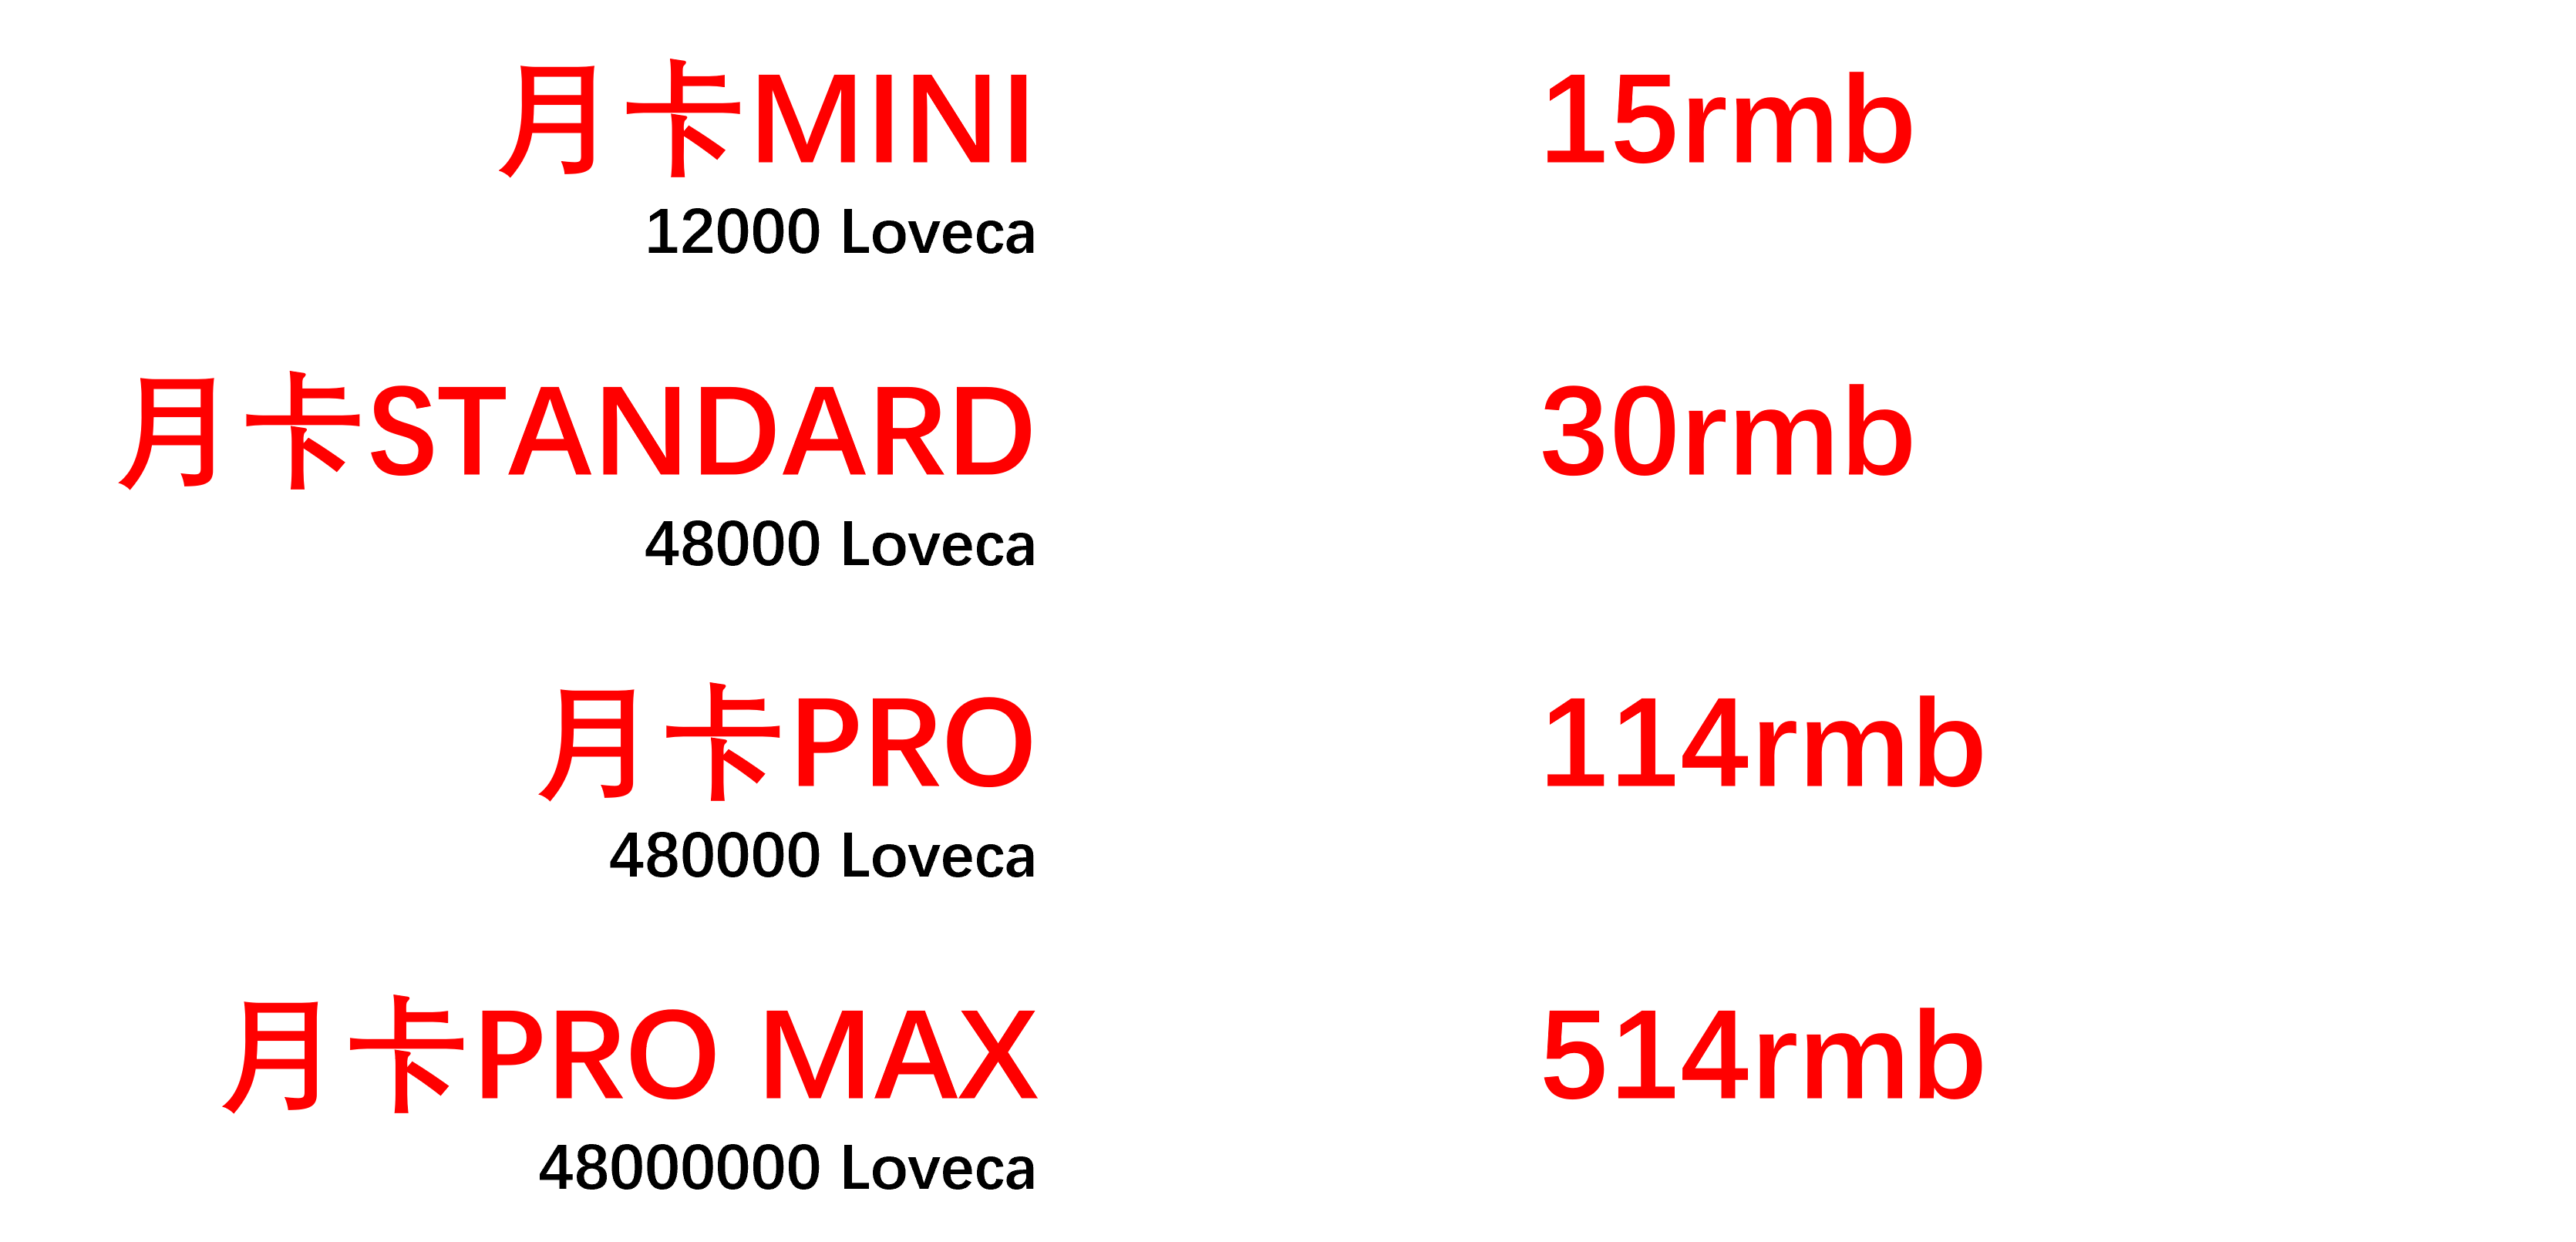 月卡MINI 15rmb
12000 Loveca
月卡STANDARD 30rmb
48000 Loveca
月卡PRO 114rmb
480000 Loveca
月卡PRO MAX 514rmb
48000000 Loveca